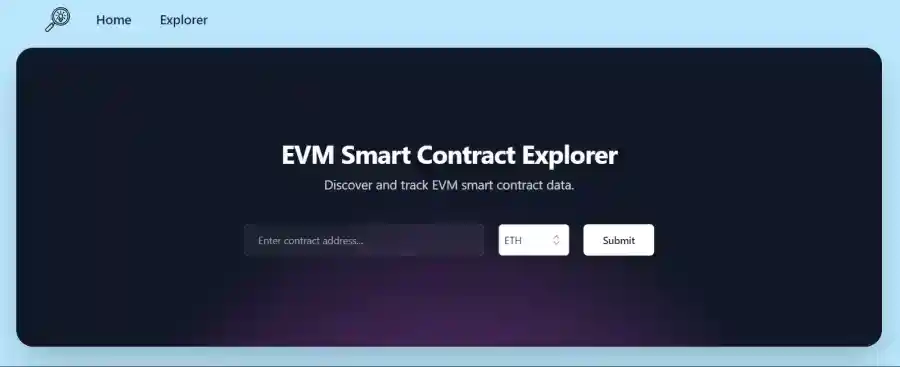 Home Explorer
EVM Smart Contract Explorer
Discover and track EVM smart contract data.
Enter contract address... ETH Submit